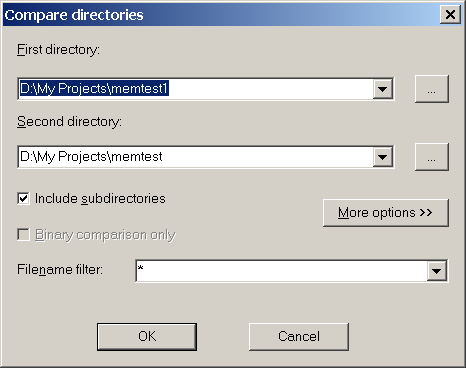 Compare directories
First directory:
D:\My Projects\memtest1
...
Second directory:
D:\My Projects\memtest
...
Include subdirectories
More options >>
Binary comparison only
Filename filter:
*
OK
Cancel